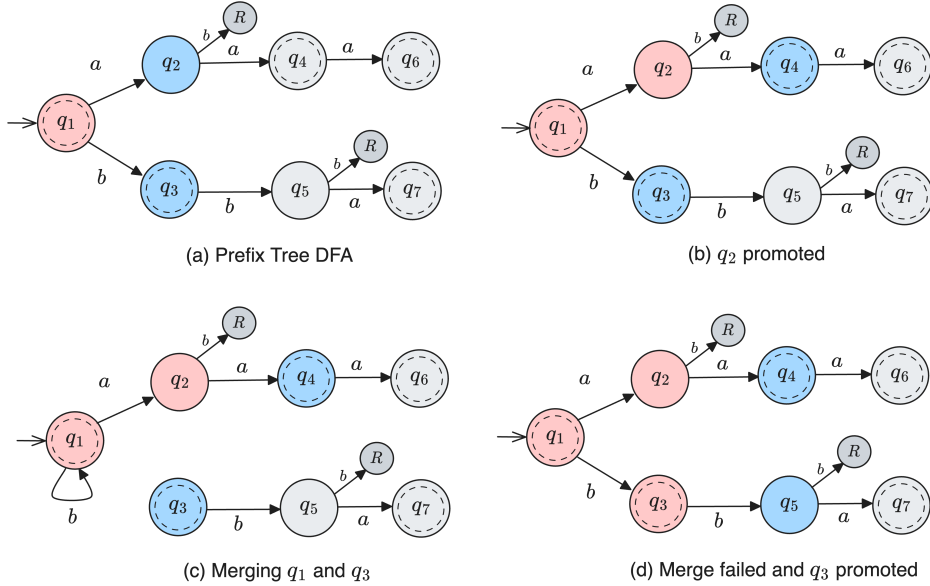 R
b
a
a
a
q2
q4
q6
q1
R
b
b
q3
q5
q7
b
a
(a) Prefix Tree DFA
R
b
a
a
a
q2
q4
q6
q1
R
b
b
q3
q5
q7
b
a
(b) q2 promoted
R
b
a
a
a
q2
q4
q6
q1
R
b
b
q3
q5
q7
b
a
(c) Merging q1 and q3
R
b
a
a
a
q2
q4
q6
q1
R
b
b
q3
q5
q7
b
a
(d) Merge failed and q3 promoted